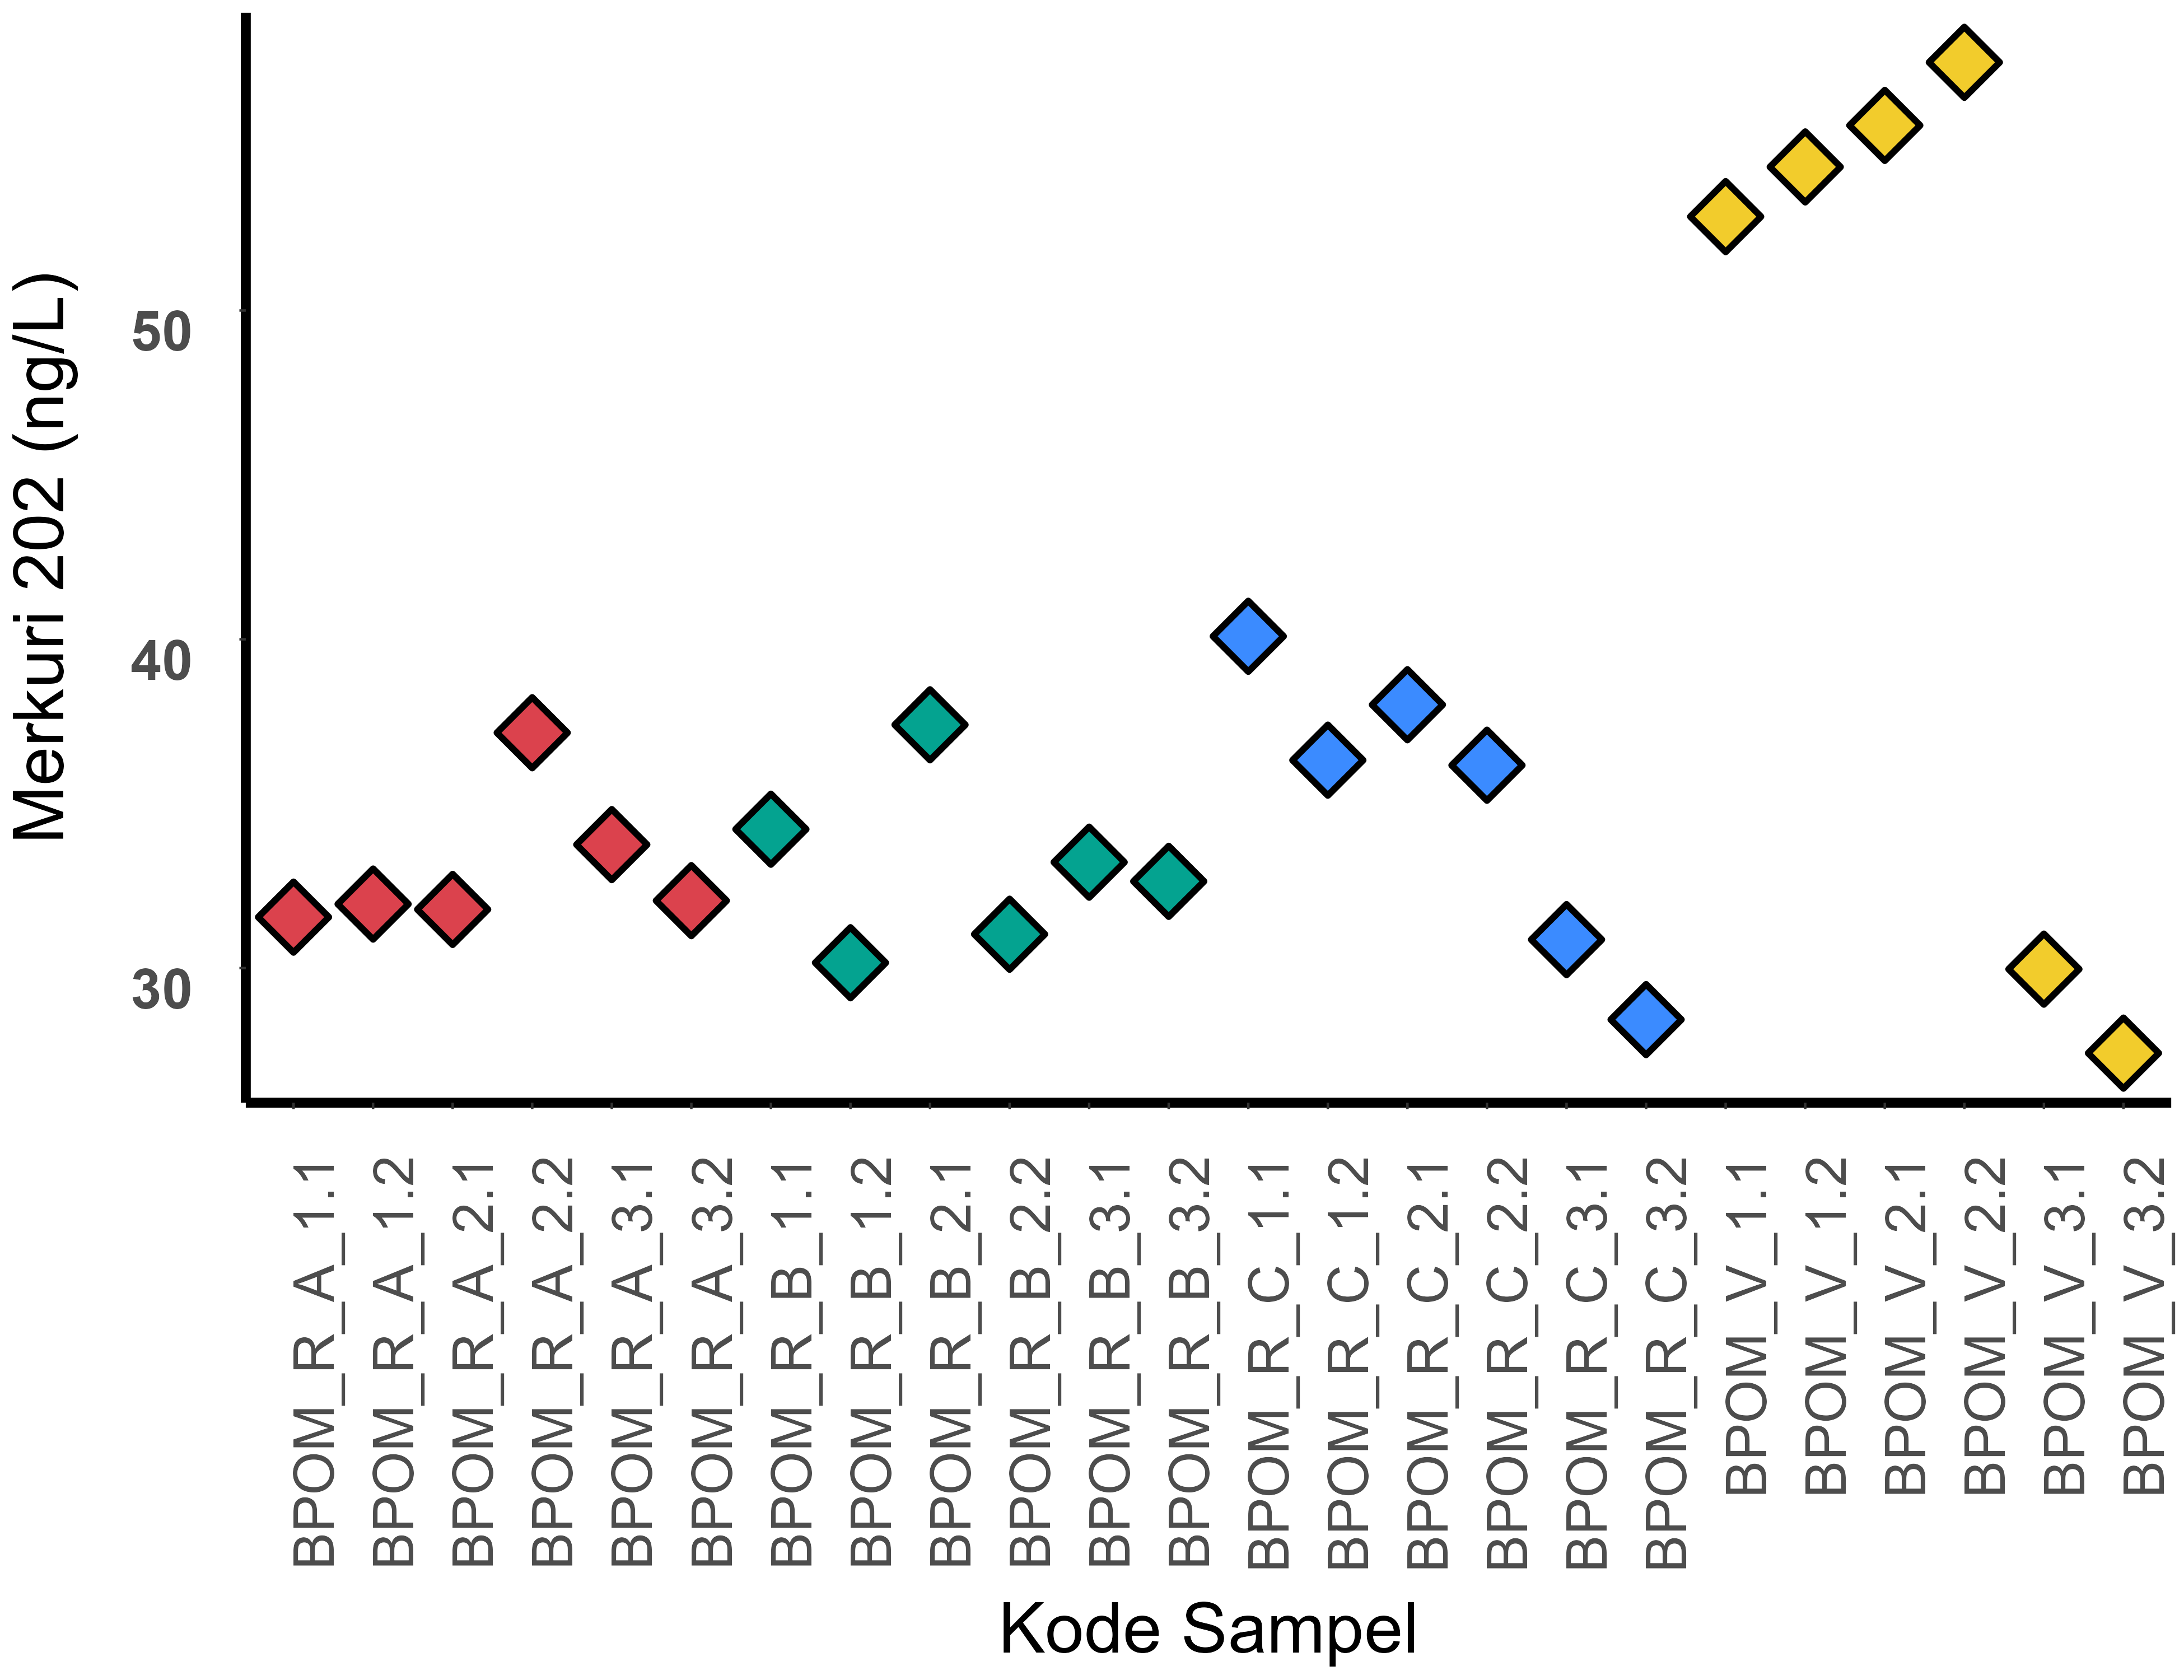 Merkuri 202 (ng/L)
50
40
30
BPOM_R_A_1.1
BPOM_R_A_1.2
BPOM_R_A_2.1
BPOM_R_A_2.2
BPOM_R_A_3.1
BPOM_R_A_3.2
BPOM_R_B_1.1
BPOM_R_B_1.2
BPOM_R_B_2.1
BPOM_R_B_2.2
BPOM_R_B_3.1
BPOM_R_B_3.2
BPOM_R_C_1.1
BPOM_R_C_1.2
BPOM_R_C_2.1
BPOM_R_C_2.2
BPOM_R_C_3.1
BPOM_R_C_3.2
BPOM_V_1.1
BPOM_V_1.2
BPOM_V_2.1
BPOM_V_2.2
BPOM_V_3.1
BPOM_V_3.2
Kode Sampel